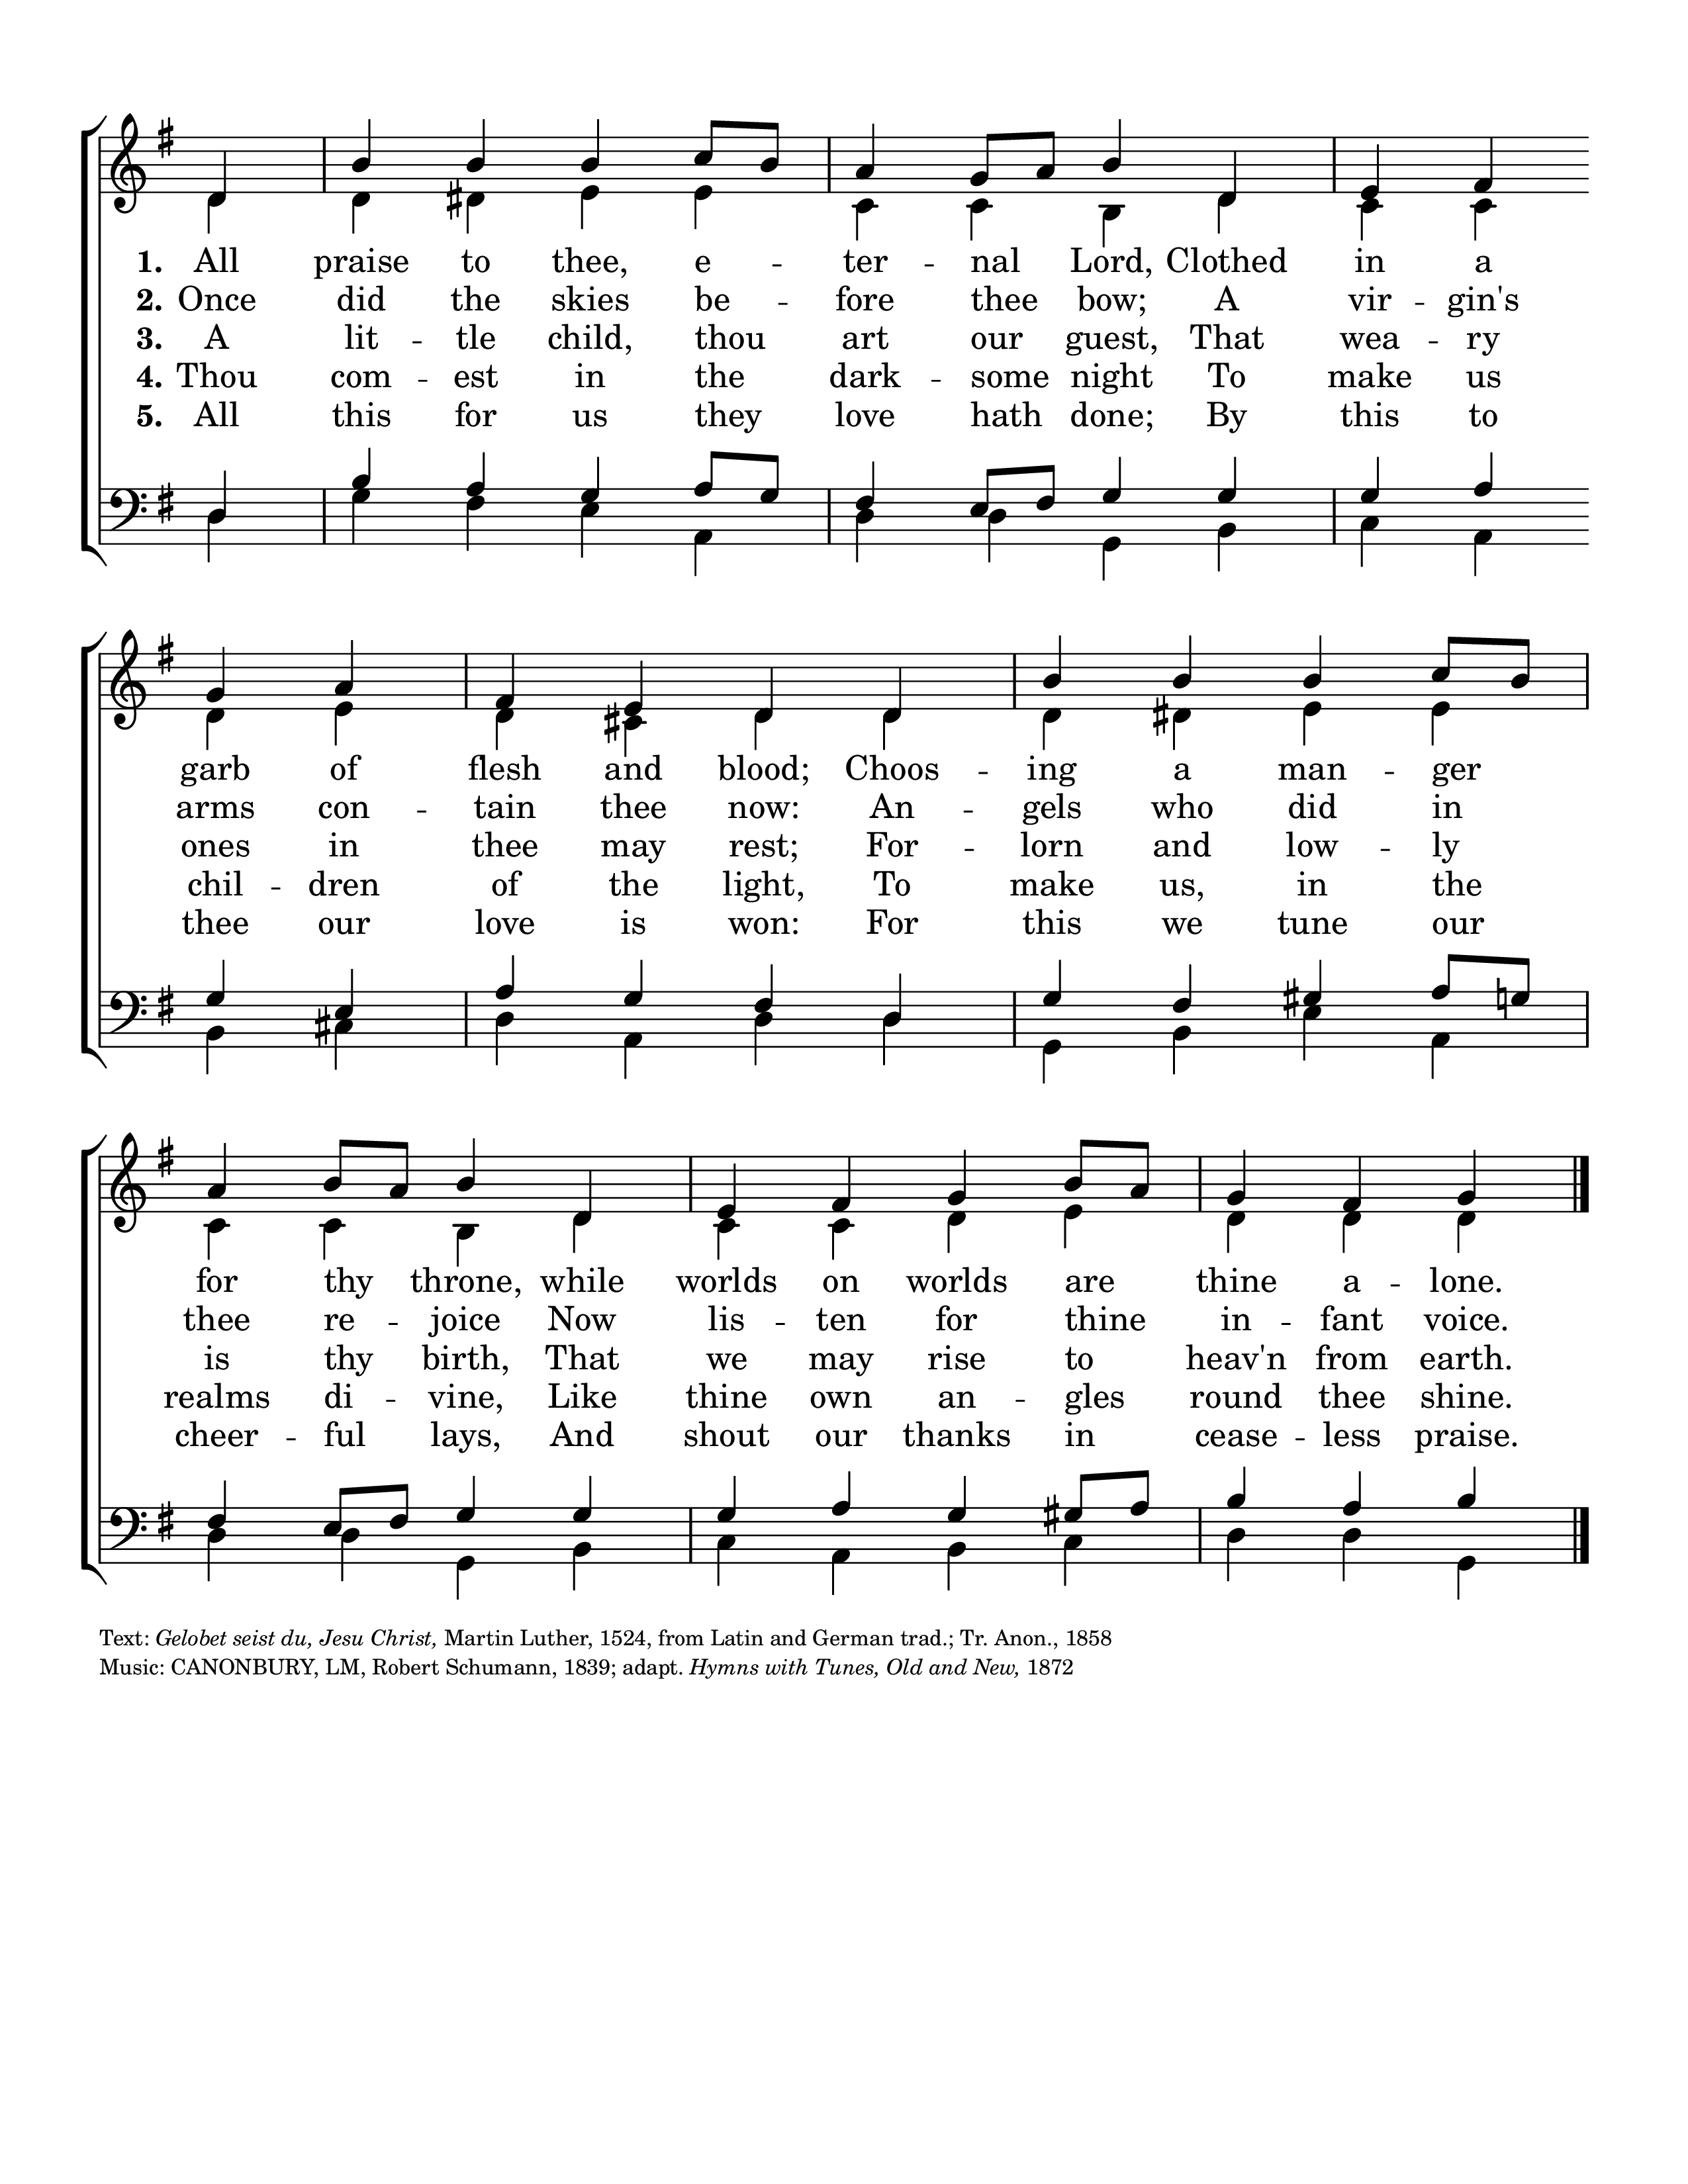 1. All praise to thee, e - ter - nal Lord, Clothed in a
2. Once did the skies be - fore thee bow; A vir - gin's
3. A lit - tle child, thou art our guest, That wea - ry
4. Thou com - est in the dark - some night To make us
5. All this for us they love hath done; By this to
garb of flesh and blood; Choos - ing a man - ger
arms con - tain thee now: An - gels who did in
ones in thee may rest; For - lorn and low - ly
chil - dren of the light, To make us, in the
thee our love is won: For this we tune our
for thy throne, while worlds on worlds are thine a - lone.
thee re - joice Now lis - ten for thine in - fant voice.
is thy birth, That we may rise to heav'n from earth.
realms di - vine, Like thine own an - gles round thee shine.
cheer - ful lays, And shout our thanks in cease - less praise.
Text: Gelobet seist du, Jesu Christ, Martin Luther, 1524, from Latin and German trad.; Tr. Anon., 1858
Music: CANONBURY, LM, Robert Schumann, 1839; adapt. Hymns with Tunes, Old and New, 1872